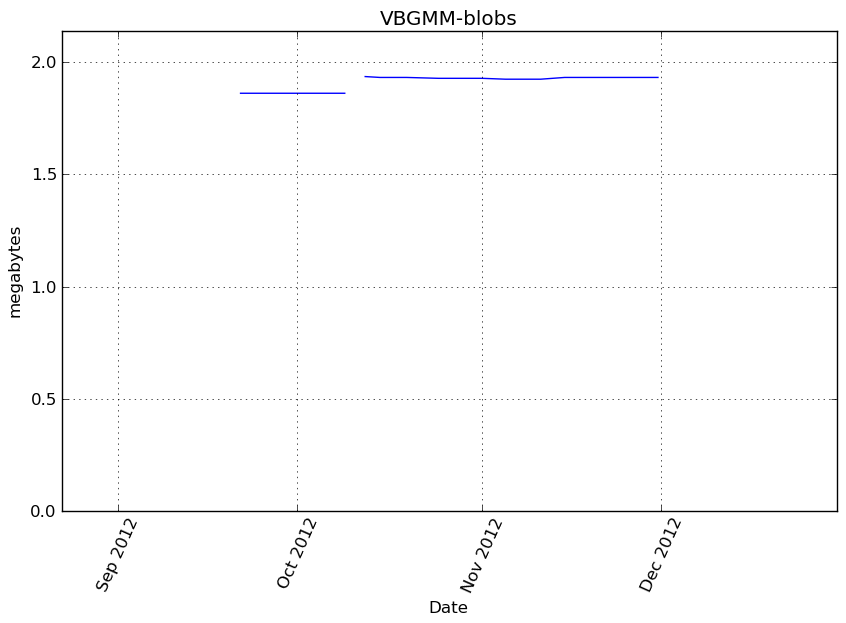 VBGMM-blobs
2.0
1.5
1.0
0.5
0.0
megabytes
Sep 2012
Oct 2012
Nov 2012
Dec 2012
Date